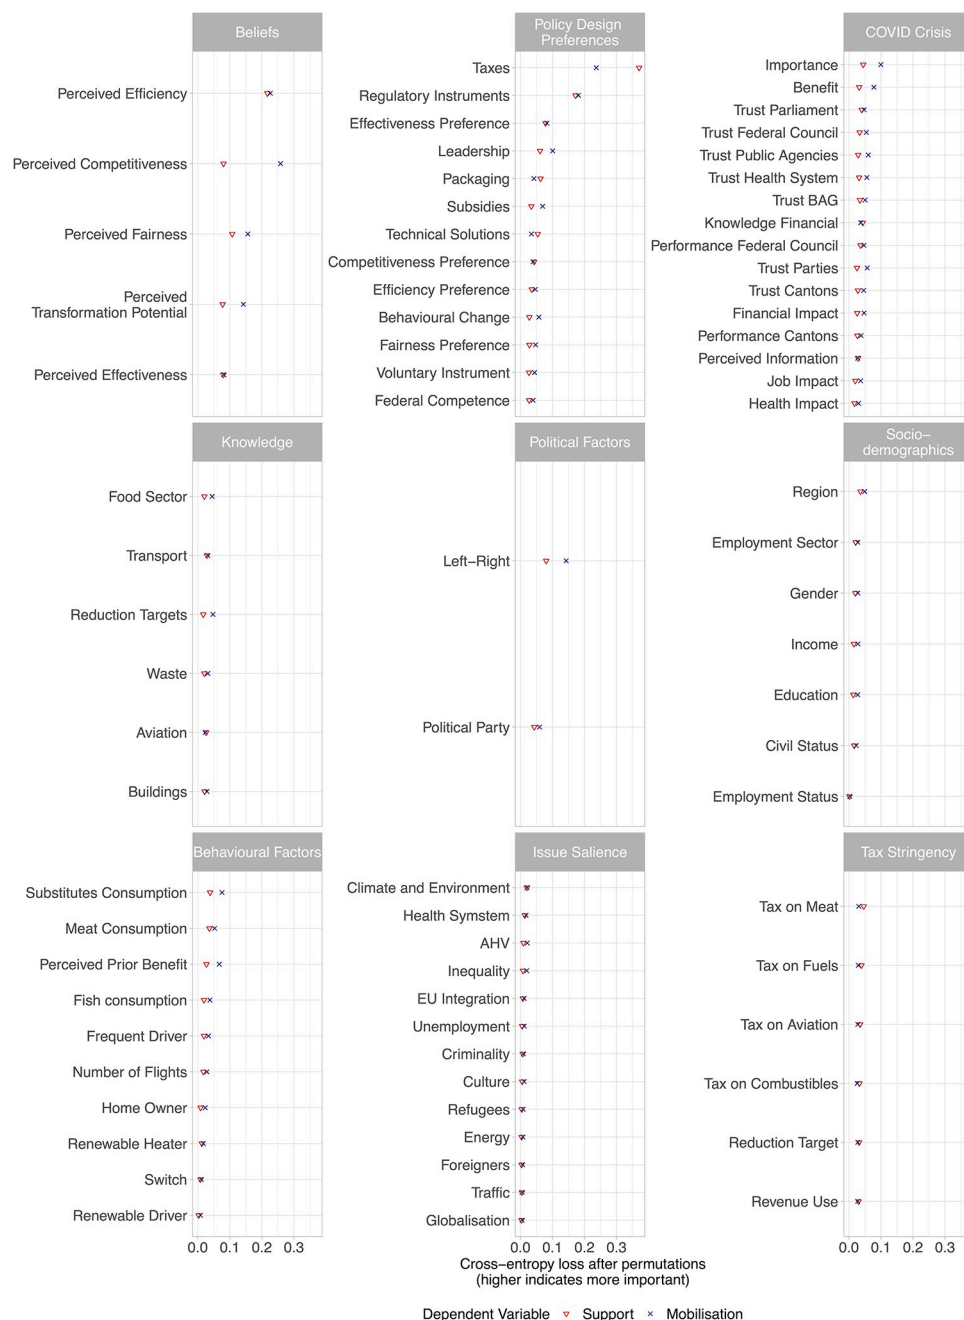 Beliefs
Perceived Efficiency
Perceived Competitiveness
Perceived Fairness
Perceived
Transformation Potential
Perceived Effectiveness
Policy Design
Preferences
Taxes
Regulatory Instruments
Effectiveness Preference
Leadership
Packaging
Subsidies
Technical Solutions
Competitiveness Preference
Efficiency Preference
Behavioural Change
Fairness Preference
Voluntary Instrument
Federal Competence
COVID Crisis
Importance
Benefit
Trust Parliament
Trust Federal Council
Trust Public Agencies
Trust Health System
Trust BAG
Knowledge Financial
Performance Federal Council
Trust Parties
Trust Cantons
Financial Impact
Performance Cantons
Perceived Information
Job Impact
Health Impact
Knowledge
Food Sector
Transport
Reduction Targets
Waste
Aviation
Buildings
Political Factors
Left−Right
Political Party
Socio−
demographics
Region
Employment Sector
Gender
Income
Education
Civil Status
Employment Status
Behavioural Factors
Substitutes Consumption
Meat Consumption
Perceived Prior Benefit
Fish consumption
Frequent Driver
Number of Flights
Home Owner
Renewable Heater
Switch
Renewable Driver
0.0 0.1 0.2 0.3
Issue Salience
Climate and Environment
Health Symstem
AHV
Inequality
EU Integration
Unemployment
Criminality
Culture
Refugees
Energy
Foreigners
Traffic
Globalisation
0.0 0.1 0.2 0.3
Tax Stringency
Tax on Meat
Tax on Fuels
Tax on Aviation
Tax on Combustibles
Reduction Target
Revenue Use
0.0 0.1 0.2 0.3
Cross−entropy loss after permutations
(higher indicates more important)
Dependent Variable Support Mobilisation